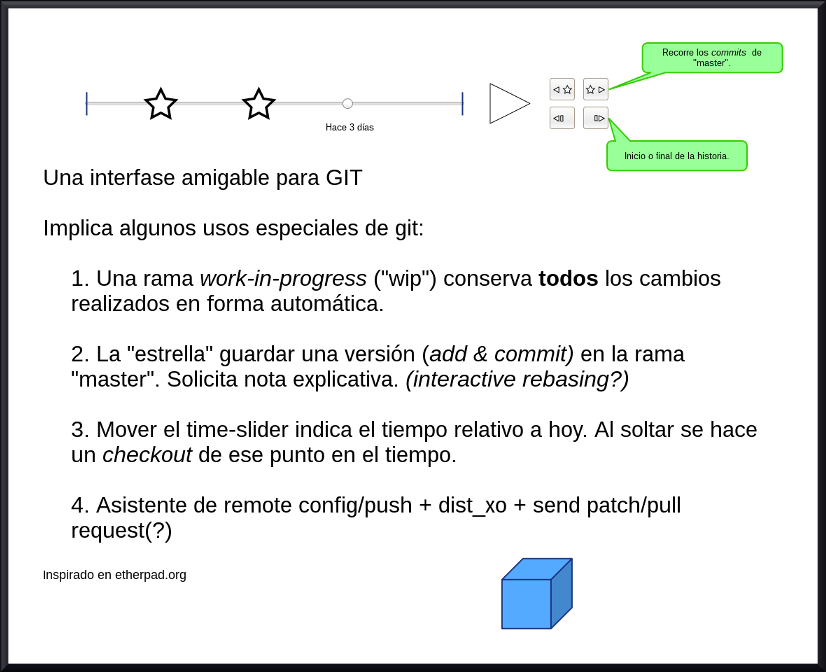 Recorre los commits de
"master".
Hace 3 días
Inicio o final de la historia.
Una interfase amigable para GIT
Implica algunos usos especiales de git:
1. Una rama work-in-progress ("wip") conserva todos los cambios
realizados en forma automática.
2. La "estrella" guardar una versión (add & commit) en la rama
"master". Solicita nota explicativa. (interactive rebasing?)
3. Mover el time-slider indica el tiempo relativo a hoy. Al soltar se hace
un checkout de ese punto en el tiempo.
4. Asistente de remote config/push + dist_xo + send patch/pull
request(?)
Inspirado en etherpad.org